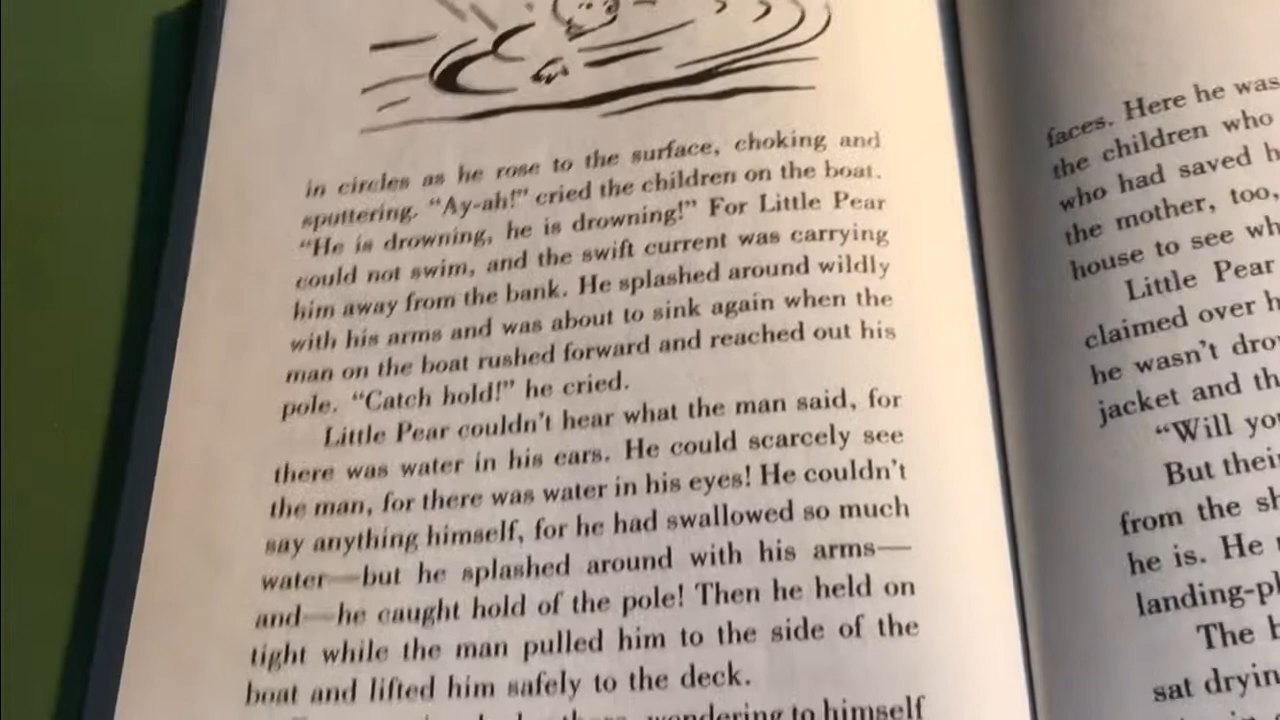 in circles as he rose to the surface, choking and
sputtering. “Ay-ah!” cried the children on the boat.
“He is drowning, he is drowning!” For Little Pear
could not swim, and the swift current was carrying
him away from the bank. He splashed around wildly
with his arms and was about to sink again when the
man on the boat rushed forward and reached out his
pole. “Catch hold!” he cried.
Little Pear couldn’t hear what the man said, for
there was water in his ears. He could scarcely see
the man, for there was water in his eyes! He couldn’t
say anything himself, for he had swallowed so much
water—but he splashed around with his arms—
and—he caught hold of the pole! Then he held on
tight while the man pulled him to the side of the
boat and lifted him safely to the deck.
wondering to himself
faces. Here he was
the children who
who had saved
the mother, too,
house to see
Little Pear
claimed over
he wasn’t
jacket and
“Will
But
from the
he is. He
landing-
The
sat